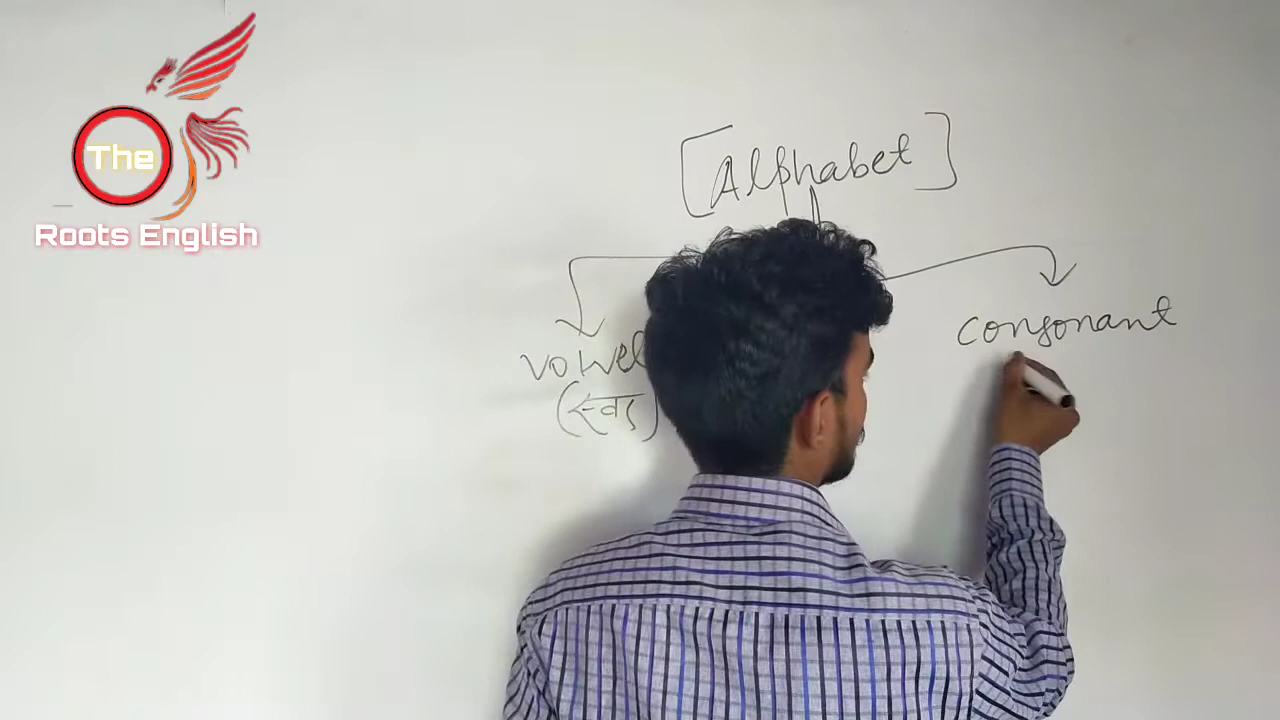 The
Roots English
[Alphabet]
vowel
(स्वर)
consonant